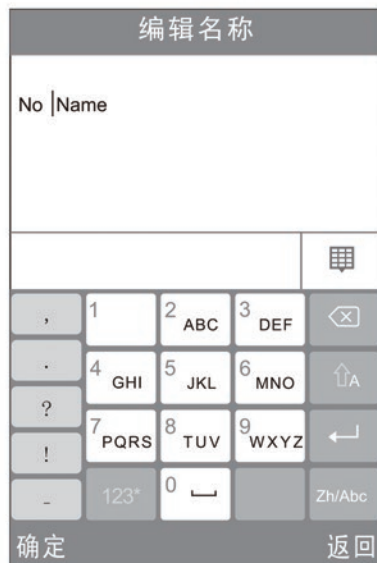 编辑名称
No Name
,
1
2 ABC
3 DEF
.
4 GHI
5 JKL
6 MNO
A
?
7 PQRS
8 TUV
9 WXYZ
!
-
123*
0
Zh/Abc
确定
返回